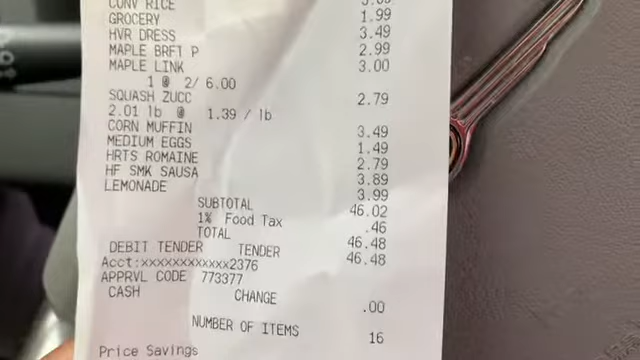 CONV RICE
GROCERY 1.99
HVR DRESS 3.49
MAPLE BRFT P 2.99
MAPLE LINK 3.00
1 @ 2/ 6.00
SQUASH ZUCC 2.79
2.01 lb @ 1.39 / lb
CORN MUFFIN 3.49
MEDIUM EGGS 1.49
HRTS ROMAINE 2.79
HF SMK SAUSA 3.89
LEMONADE 3.99
SUBTOTAL 46.02
1% Food Tax .46
TOTAL 46.48
DEBIT TENDER TENDER 46.48
Acct:xxxxxxxxxxxx2376
APPRVL CODE 773377
CASH CHANGE .00
NUMBER OF ITEMS 16
Price Savings